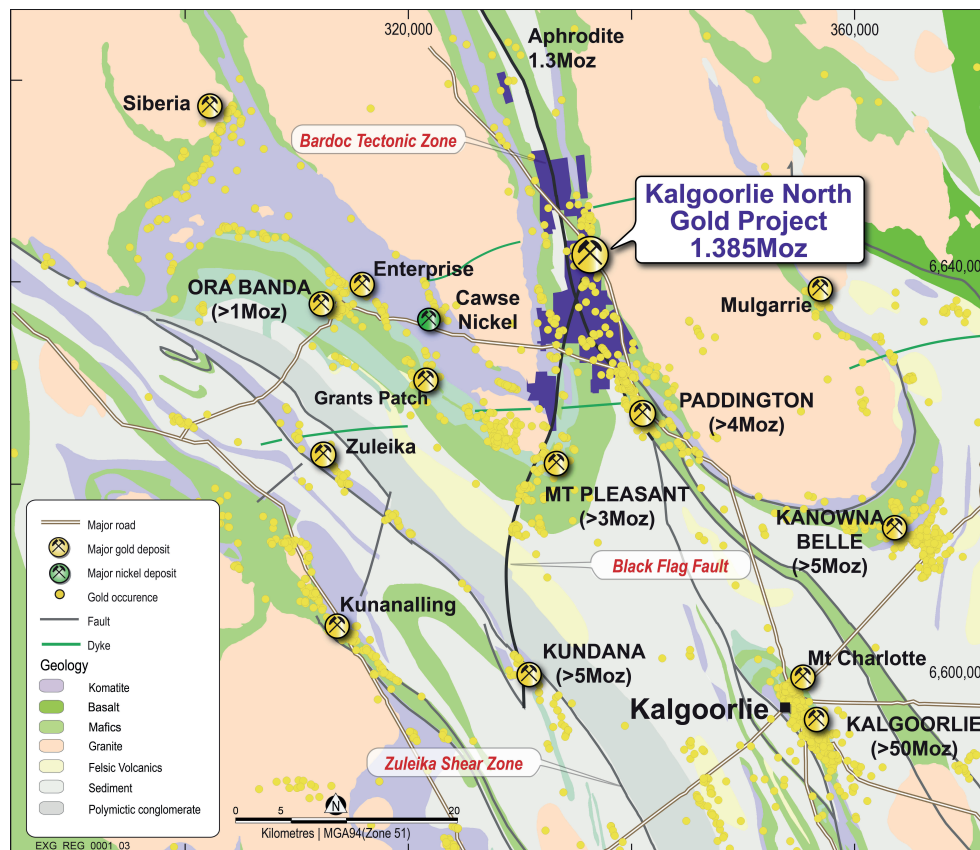 320,000
360,000
Aphrodite
1.3Moz
Siberia
Bardoc Tectonic Zone
Kalgoorlie North
Gold Project
1.385Moz
6,640,00
Enterprise
ORA BANDA
(>1Moz)
Cawse
Nickel
Mulgarrie
Grants Patch
PADDINGTON
(>4Moz)
Zuleika
MT PLEASANT
(>3Moz)
KANOWNA
BELLE
(>5Moz)
Black Flag Fault
Kunanalling
KUNDANA
(>5Moz)
Mt Charlotte
6,600,00
Kalgoorlie
KALGOORLIE
(>50Moz)
Zuleika Shear Zone
Major road
Major gold deposit
Major nickel deposit
Gold occurence
Fault
Dyke
Geology
Komatite
Basalt
Mafics
Granite
Felsic Volcanics
Sediment
Polymictic conglomerate
N
0 5 20
Kilometres | MGA94(Zone 51)
EXG_REG_0001_03